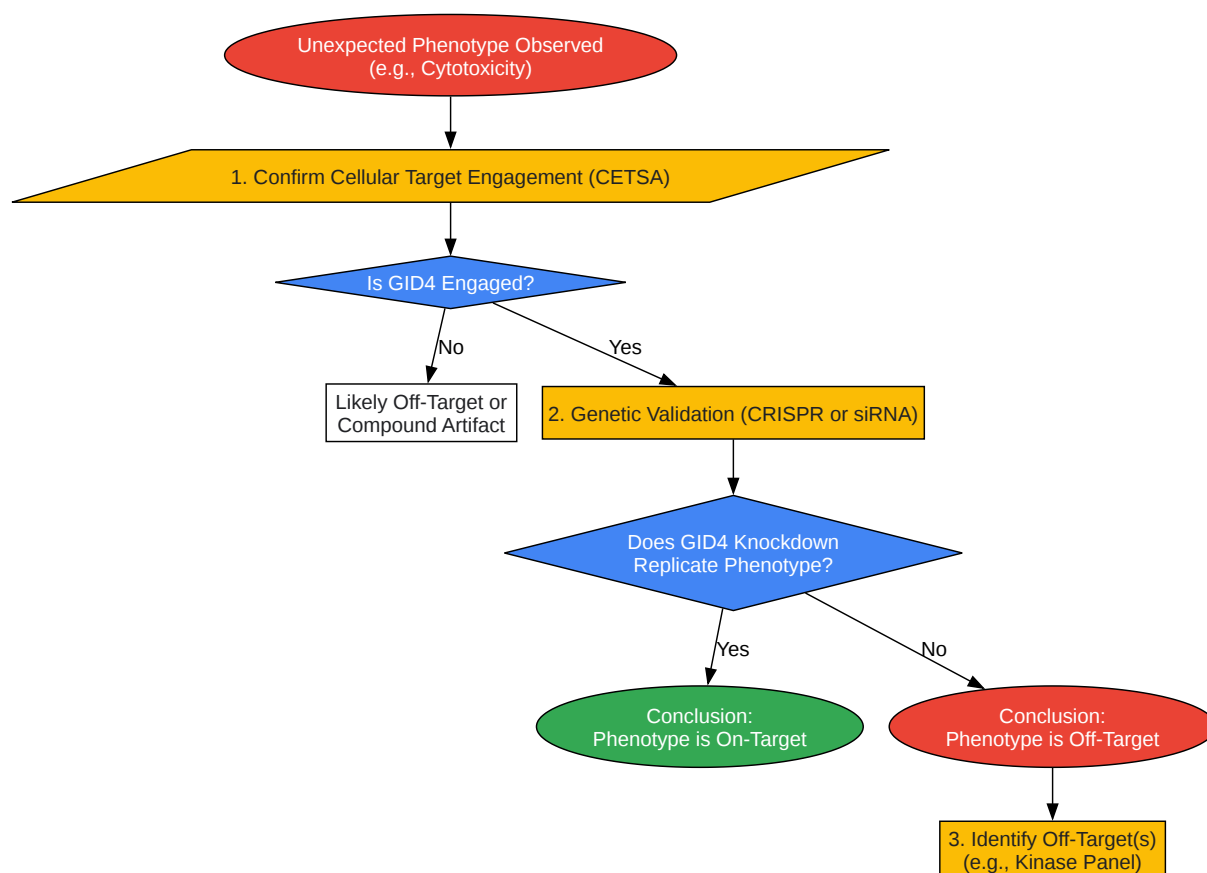 Unexpected Phenotype Observed
(e.g., Cytotoxicity)
1. Confirm Cellular Target Engagement (CETSA)
Is GID4 Engaged?
No
Yes
Likely Off-Target or
Compound Artifact
2. Genetic Validation (CRISPR or siRNA)
Does GID4 Knockdown
Replicate Phenotype?
Yes
No
Conclusion:
Phenotype is On-Target
Conclusion:
Phenotype is Off-Target
3. Identify Off-Target(s)
(e.g., Kinase Panel)